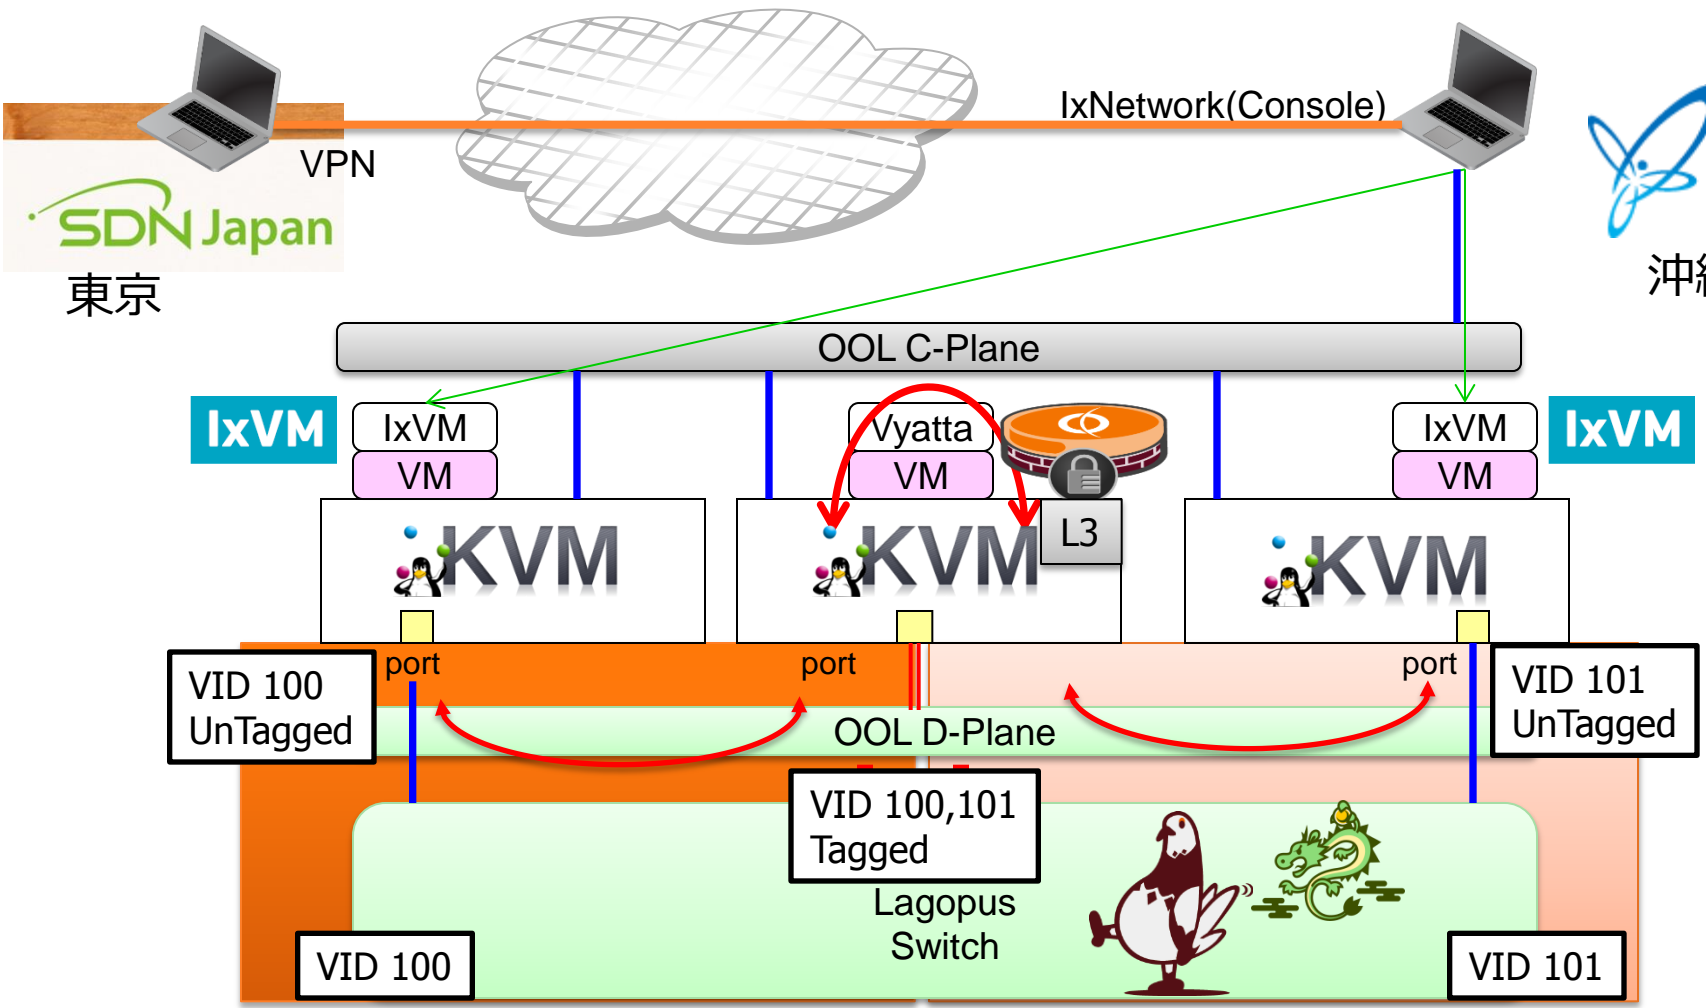 IxNetwork(Console)
VPN
SDN Japan
東京
沖縄
OOL C-Plane
IxVM
IxVM
VM
Vyatta
VM
IxVM
VM
IxVM
L3
KVM
KVM
KVM
port
port
port
VID 100
UnTagged
VID 101
UnTagged
OOL D-Plane
VID 100,101
Tagged
Lagopus
Switch
VID 100
VID 101